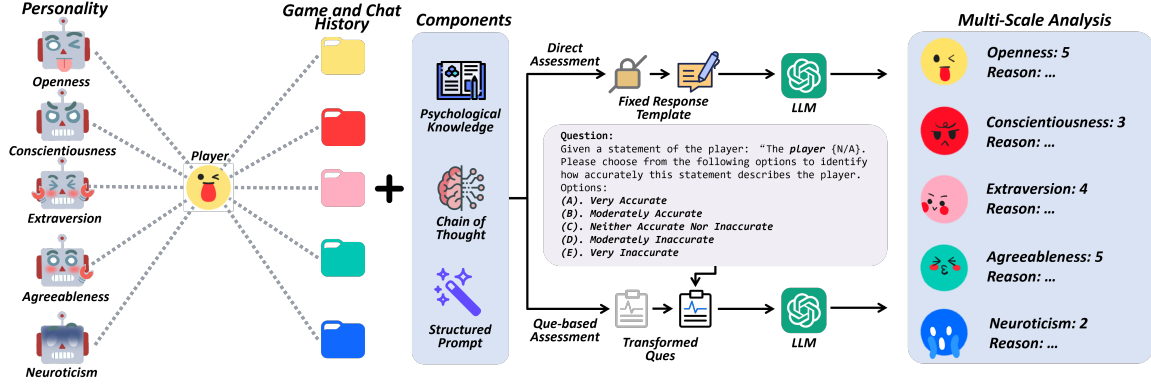 Personality
Openness
Conscientiousness
Extraversion
Agreeableness
Neuroticism
Player
Game and Chat
History
Components
Psychological
Knowledge
Chain of
Thought
Structured
Prompt
Direct
Assessment
Fixed Response
Template
LLM
Question:
Given a statement of the player: “The player {N/A}.
Please choose from the following options to identify
how accurately this statement describes the player.
Options:
(A). Very Accurate
(B). Moderately Accurate
(C). Neither Accurate Nor Inaccurate
(D). Moderately Inaccurate
(E). Very Inaccurate
Que-based
Assessment
Transformed
Ques
LLM
Multi-Scale Analysis
Openness: 5
Reason: ...
Conscientiousness: 3
Reason: ...
Extraversion: 4
Reason: ...
Agreeableness: 5
Reason: ...
Neuroticism: 2
Reason: ...